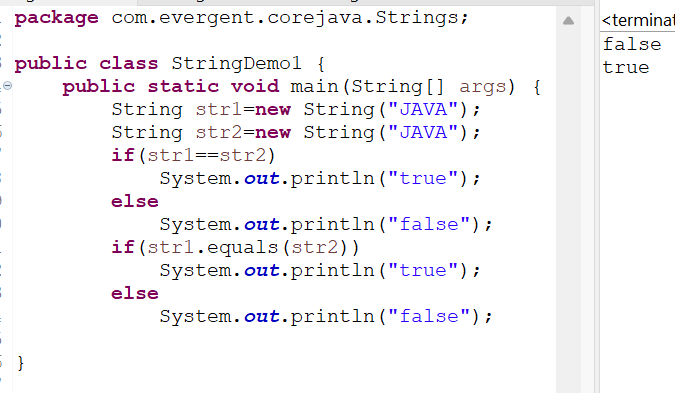 package com.evergent.corejava.Strings;
public class StringDemo1 {
public static void main(String[] args) {
String str1=new String("JAVA");
String str2=new String("JAVA");
if(str1==str2)
System.out.println("true");
else
System.out.println("false");
if(str1.equals(str2))
System.out.println("true");
else
System.out.println("false");
}
<terminat
false
true